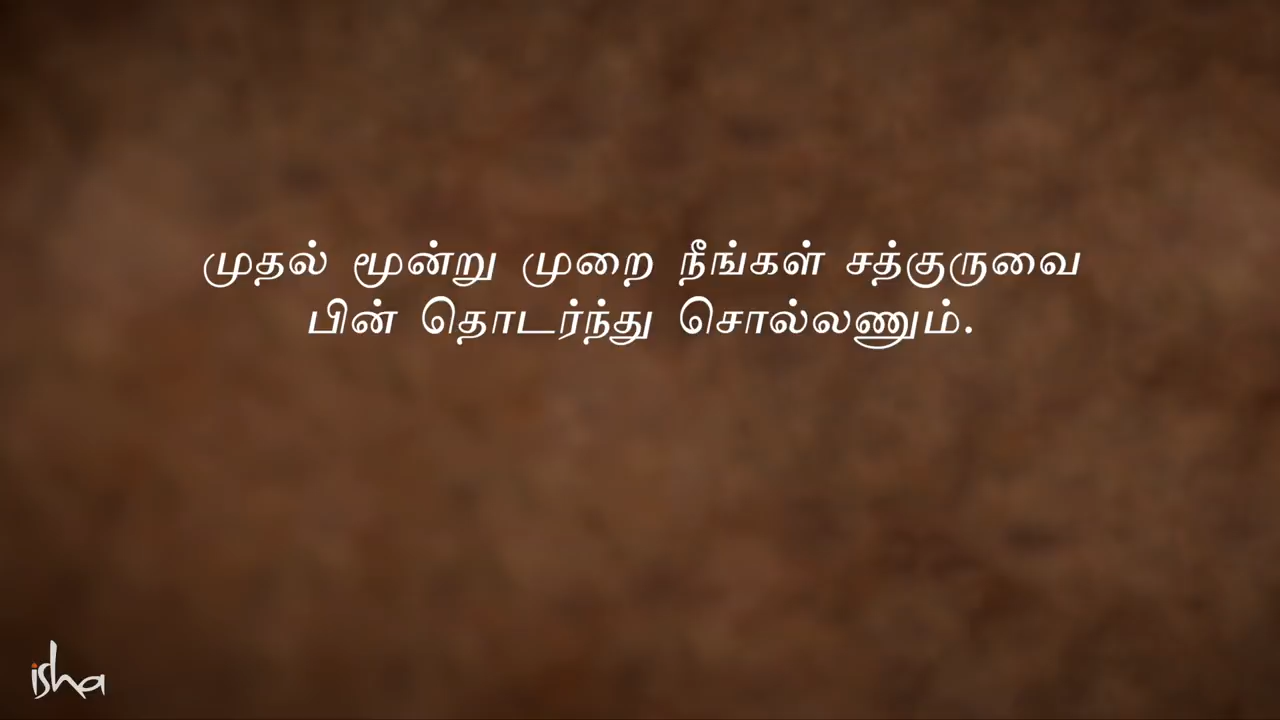 முதல் மூன்று முறை நீங்கள் சத்குருவை
பின் தொடர்ந்து சொல்லணும்.
isha